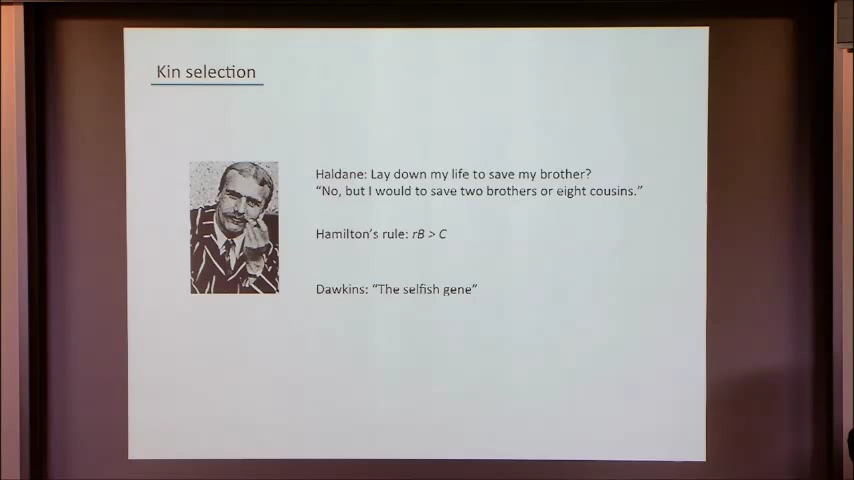 Kin selection
Haldane: Lay down my life to save my brother?
“No, but I would to save two brothers or eight cousins.”
Hamilton’s rule: rB > C
Dawkins: “The selfish gene”